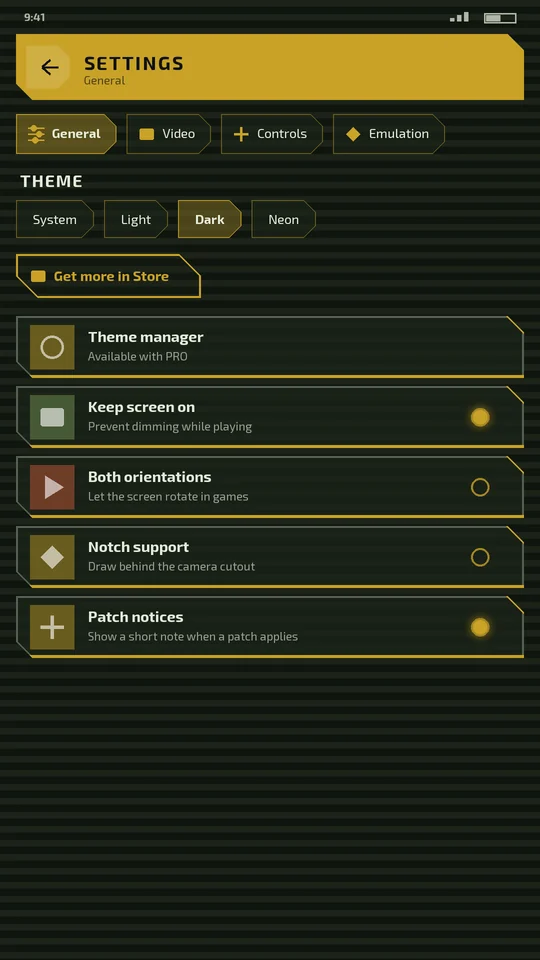 9:41
SETTINGS
General
General
Video
Controls
Emulation
THEME
System
Light
Dark
Neon
Get more in Store
Theme manager
Available with PRO
Keep screen on
Prevent dimming while playing
Both orientations
Let the screen rotate in games
Notch support
Draw behind the camera cutout
Patch notices
Show a short note when a patch applies